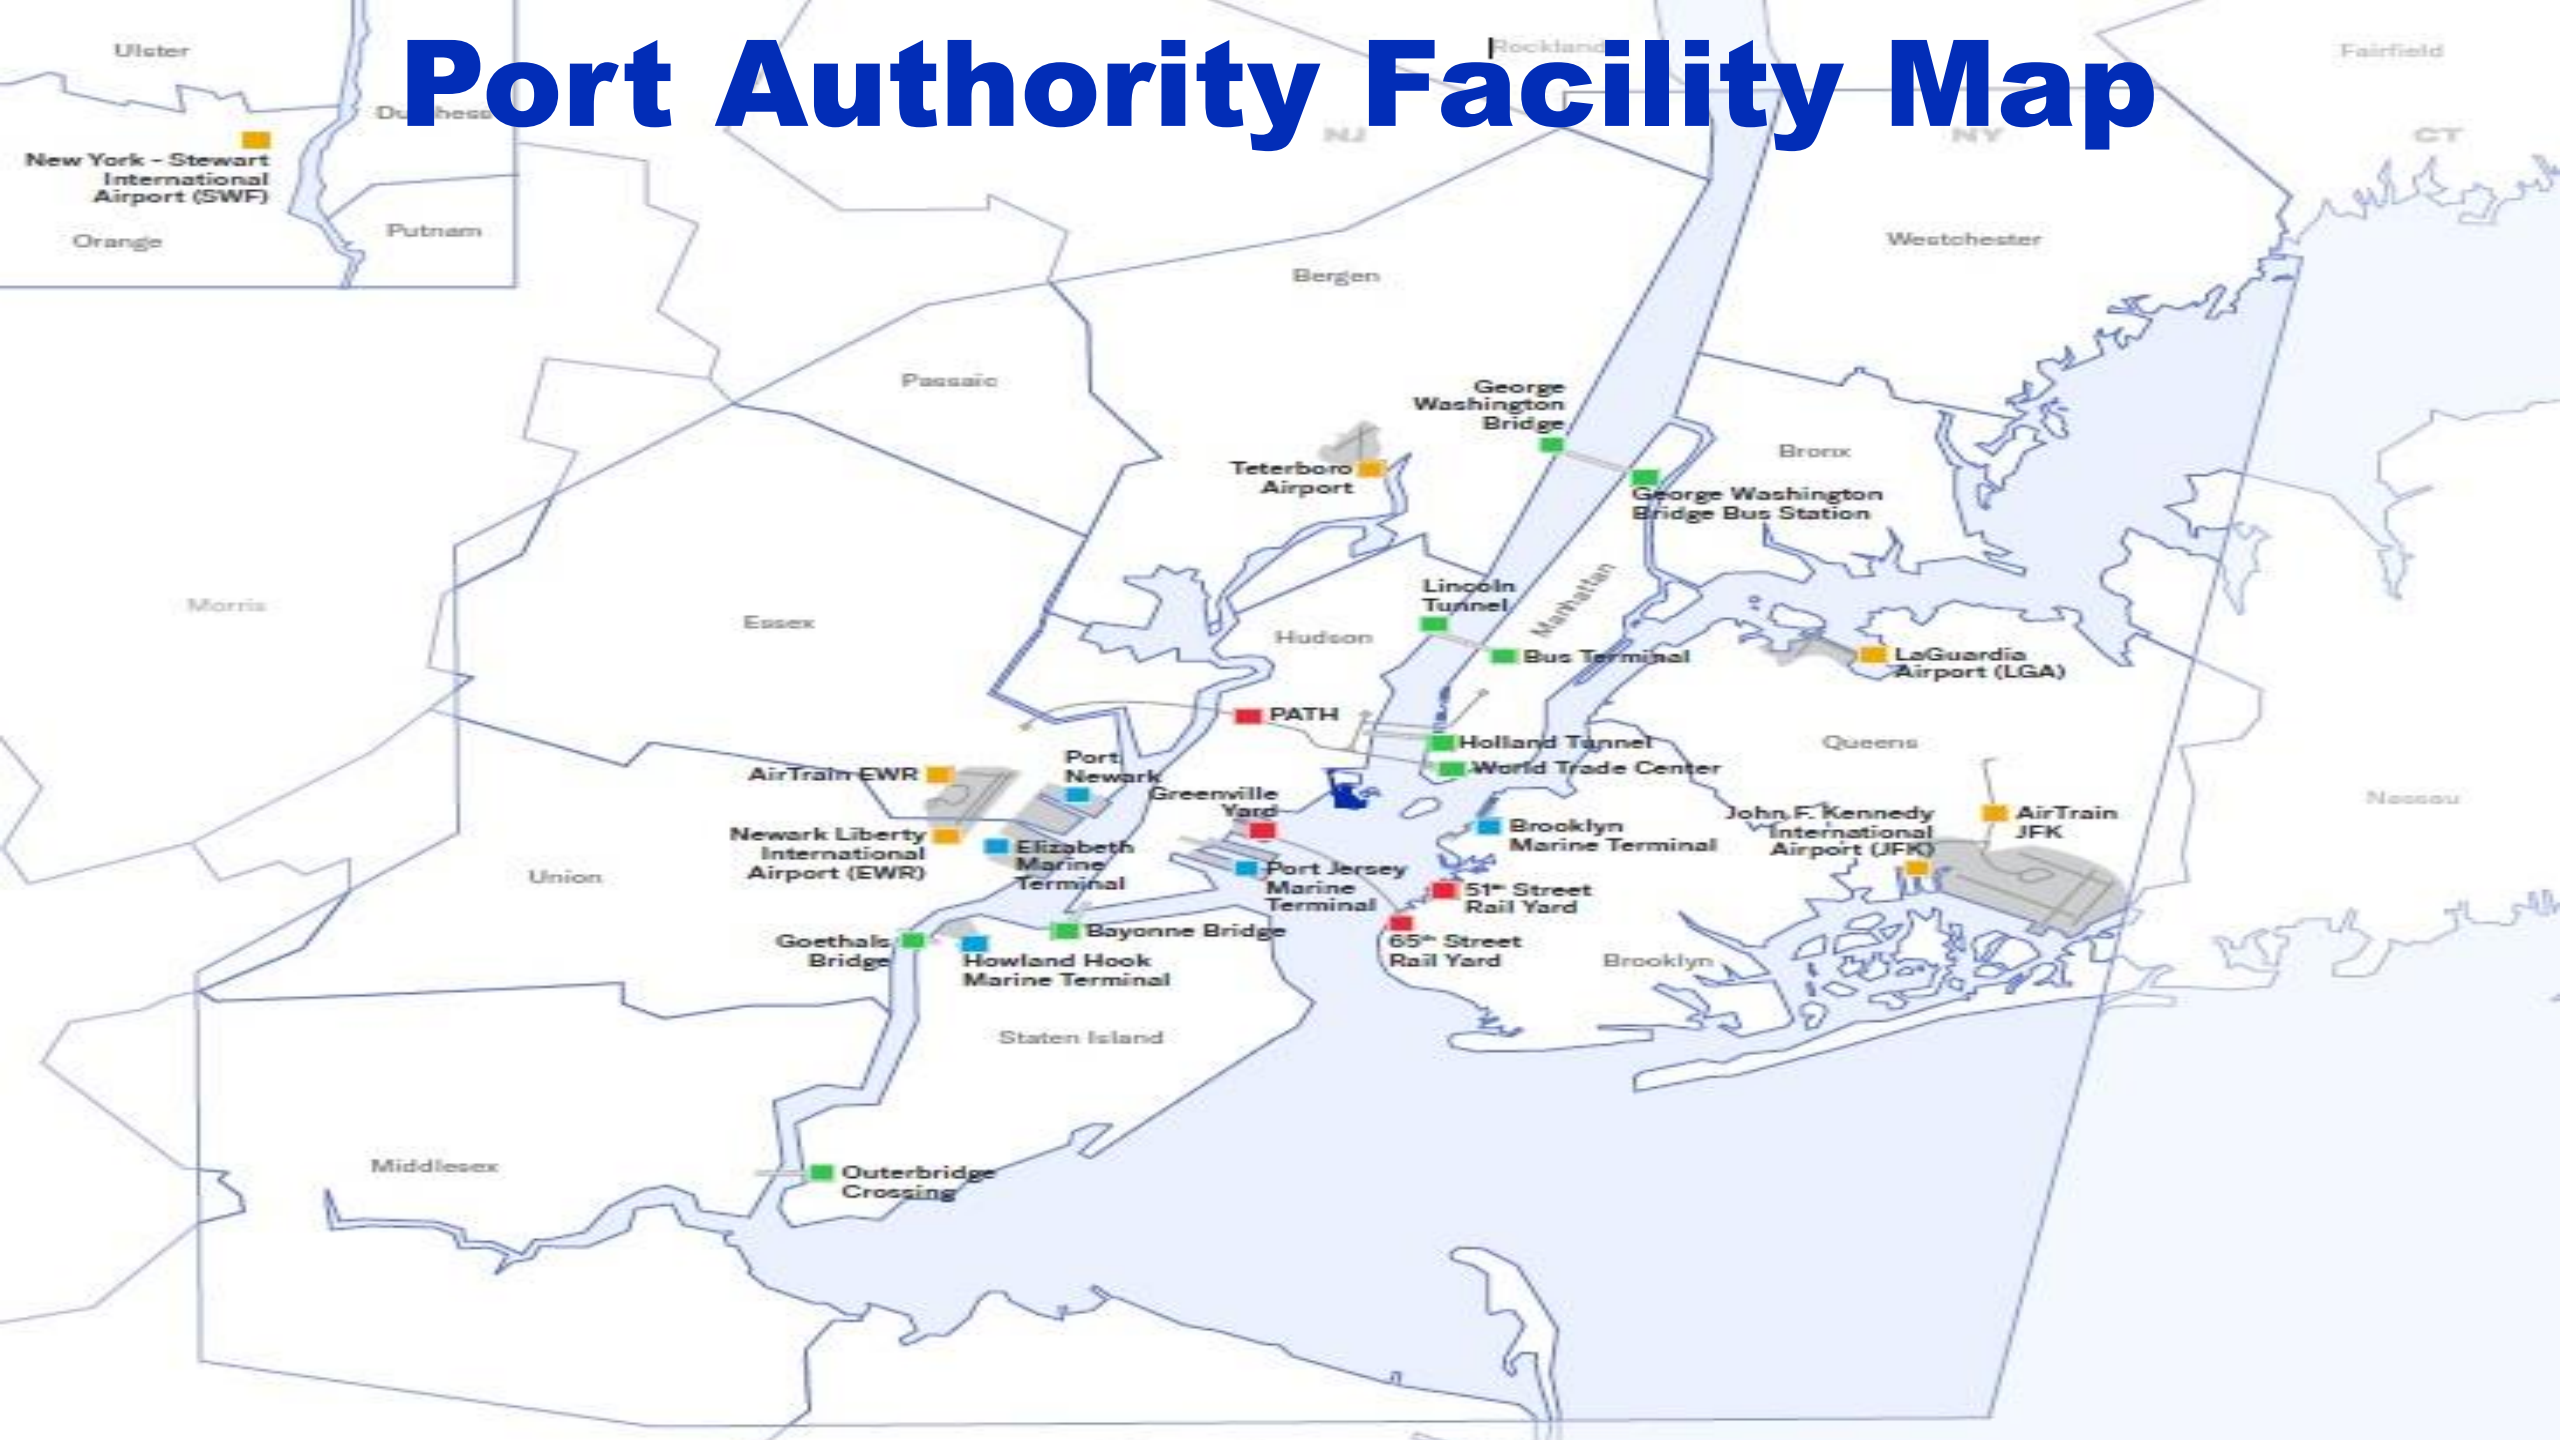 Port Authority Facility Map
Ulster
Rockland
Fairfield
Dutchess
NJ
NY
CT
New York - Stewart
International
Airport (SWF)
Orange
Putnam
Westchester
Bergen
Passaic
George
Washington
Bridge
Teterboro
Airport
Bronx
George Washington
Bridge Bus Station
Morris
Essex
Lincoln
Tunnel
Manhattan
Hudson
Bus Terminal
LaGuardia
Airport (LGA)
PATH
Holland Tunnel
World Trade Center
Queens
Nassau
AirTrain EWR
Port
Newark
Greenville
Yard
Newark Liberty
International
Airport (EWR)
Elizabeth
Marine
Terminal
Brooklyn
Marine Terminal
John F. Kennedy
International
Airport (JFK)
AirTrain
JFK
Union
Port Jersey
Marine
Terminal
51st Street
Rail Yard
Goethals
Bridge
Bayonne Bridge
Howland Hook
Marine Terminal
65th Street
Rail Yard
Brooklyn
Staten Island
Middlesex
Outerbridge
Crossing